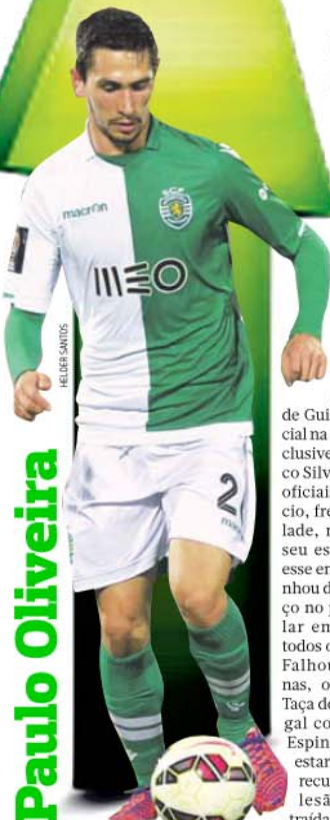 macron
SCP
MEO
HELDER SANTOS
2
Paulo Oliveira
de Gui
cial na
clusive
co Silv
oficiai
cio, fre
lade, r
seu es
esse en
nhou d
ço no p
lar em
todos o
Falhou
nas, o
Taça de
gal co
Espin
estar
recu
lesã
traída